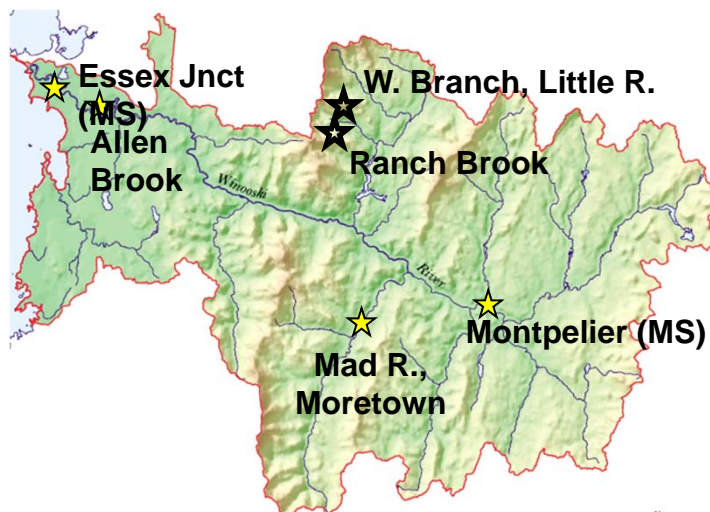 Essex Jnct
(MS)
Allen
Brook
W. Branch, Little R.
Ranch Brook
Winooski
River
Montpelier (MS)
Mad R.,
Moretown